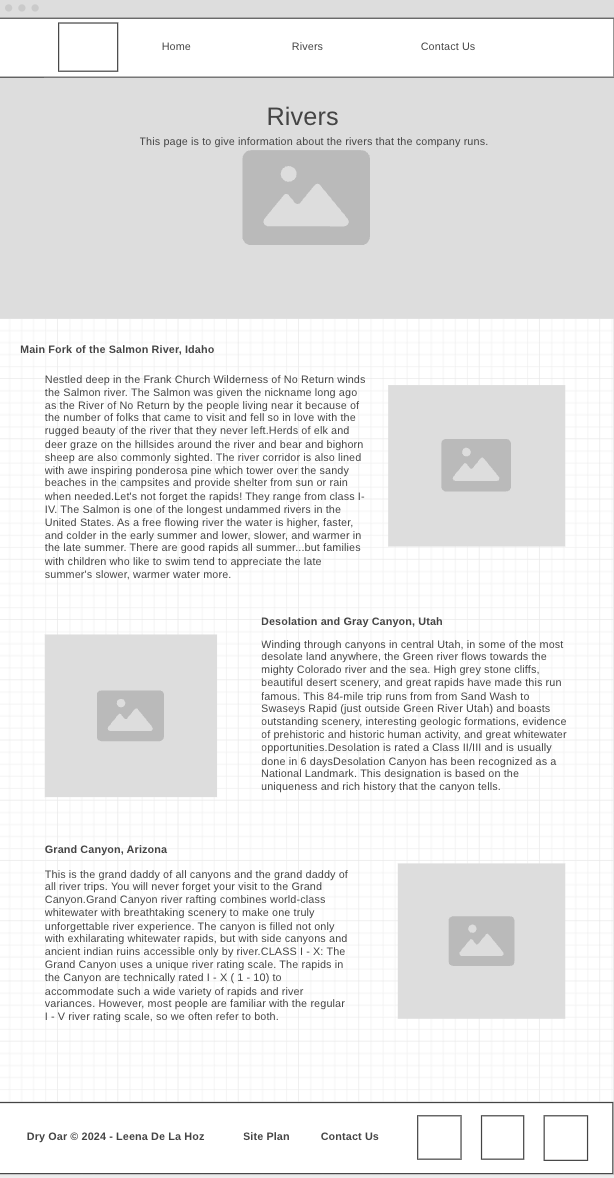 Home Rivers Contact Us
Rivers
This page is to give information about the rivers that the company runs.
Main Fork of the Salmon River, Idaho
Nestled deep in the Frank Church Wilderness of No Return winds
the Salmon river. The Salmon was given the nickname long ago
as the River of No Return by the people living near it because of
the number of folks that came to visit and fell so in love with the
rugged beauty of the river that they never left.Herds of elk and
deer graze on the hillsides around the river and bear and bighorn
sheep are also commonly sighted. The river corridor is also lined
with awe inspiring ponderosa pine which tower over the sandy
beaches in the campsites and provide shelter from sun or rain
when needed.Let's not forget the rapids! They range from class I-
IV. The Salmon is one of the longest undammed rivers in the
United States. As a free flowing river the water is higher, faster,
and colder in the early summer and lower, slower, and warmer in
the late summer. There are good rapids all summer...but families
with children who like to swim tend to appreciate the late
summer's slower, warmer water more.
Desolation and Gray Canyon, Utah
Winding through canyons in central Utah, in some of the most
desolate land anywhere, the Green river flows towards the
mighty Colorado river and the sea. High grey stone cliffs,
beautiful desert scenery, and great rapids have made this run
famous. This 84-mile trip runs from from Sand Wash to
Swaseys Rapid (just outside Green River Utah) and boasts
outstanding scenery, interesting geologic formations, evidence
of prehistoric and historic human activity, and great whitewater
opportunities.Desolation is rated a Class II/III and is usually
done in 6 daysDesolation Canyon has been recognized as a
National Landmark. This designation is based on the
uniqueness and rich history that the canyon tells.
Grand Canyon, Arizona
This is the grand daddy of all canyons and the grand daddy of
all river trips. You will never forget your visit to the Grand
Canyon.Grand Canyon river rafting combines world-class
whitewater with breathtaking scenery to make one truly
unforgettable river experience. The canyon is filled not only
with exhilarating whitewater rapids, but with side canyons and
ancient indian ruins accessible only by river.CLASS I - X: The
Grand Canyon uses a unique river rating scale. The rapids in
the Canyon are technically rated I - X ( 1 - 10) to
accommodate such a wide variety of rapids and river
variances. However, most people are familiar with the regular
I - V river rating scale, so we often refer to both.
Dry Oar © 2024 - Leena De La Hoz Site Plan Contact Us